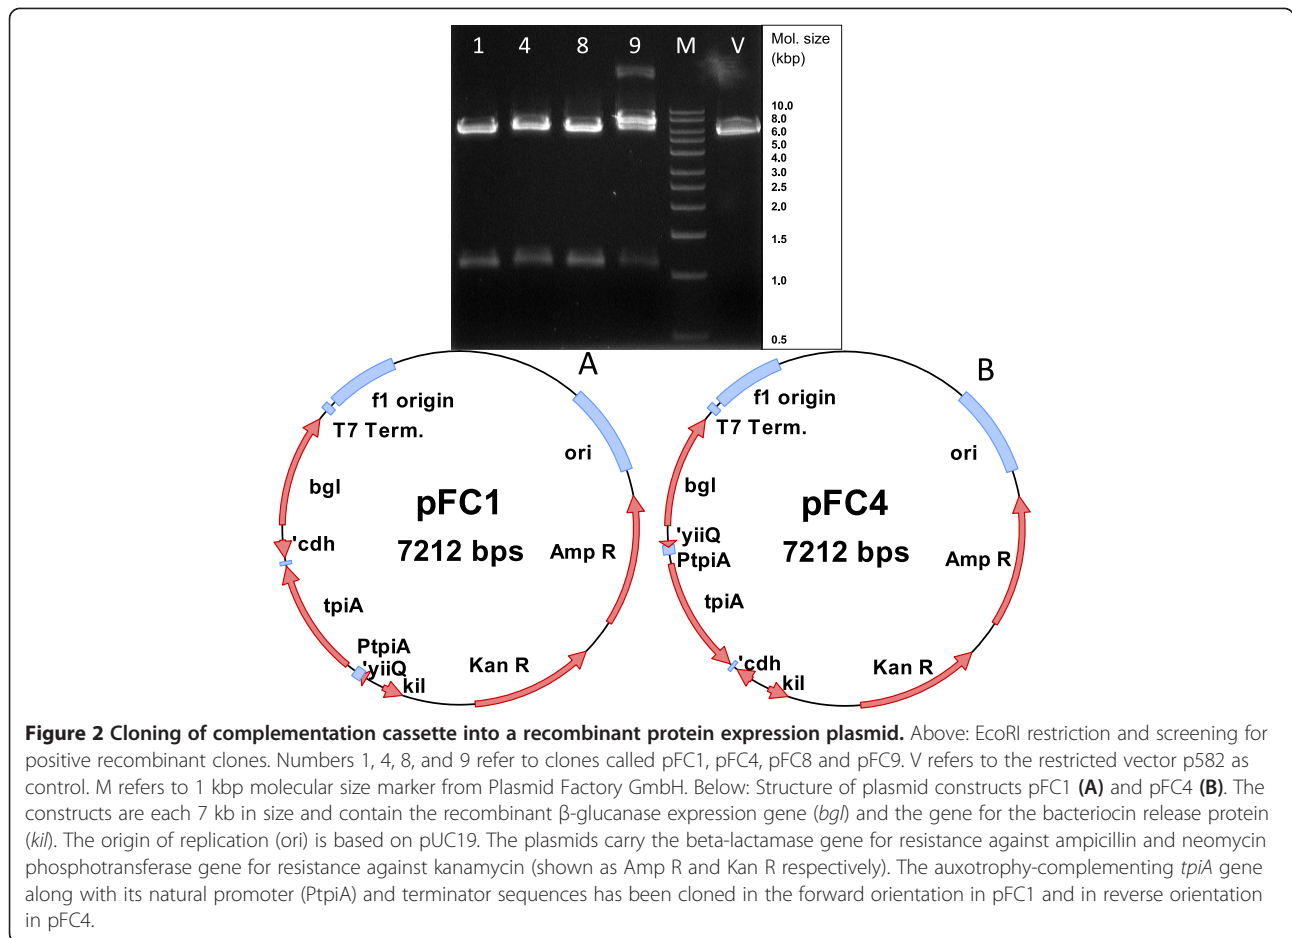 1 4 8 9 M V
Mol. size
(kbp)
10.0
8.0
6.0
5.0
4.0
3.0
2.5
2.0
1.5
1.0
0.5
A
f1 origin
T7 Term.
ori
bgl
pFC1
'cdh
7212 bps
Amp R
tpiA
PtpiA
'yiiQ
kil
Kan R
B
f1 origin
T7 Term.
ori
bgl
pFC4
'yiiQ
PtpiA
7212 bps
Amp R
tpiA
'cdh
kil
Kan R
Figure 2 Cloning of complementation cassette into a recombinant protein expression plasmid. Above: EcoRI restriction and screening for
positive recombinant clones. Numbers 1, 4, 8, and 9 refer to clones called pFC1, pFC4, pFC8 and pFC9. V refers to the restricted vector p582 as
control. M refers to 1 kbp molecular size marker from Plasmid Factory GmbH. Below: Structure of plasmid constructs pFC1 (A) and pFC4 (B). The
constructs are each 7 kb in size and contain the recombinant β-glucanase expression gene (bgl) and the gene for the bacteriocin release protein
(kil). The origin of replication (ori) is based on pUC19. The plasmids carry the beta-lactamase gene for resistance against ampicillin and neomycin
phosphotransferase gene for resistance against kanamycin (shown as Amp R and Kan R respectively). The auxotrophy-complementing tpiA gene
along with its natural promoter (PtpiA) and terminator sequences has been cloned in the forward orientation in pFC1 and in reverse orientation
in pFC4.